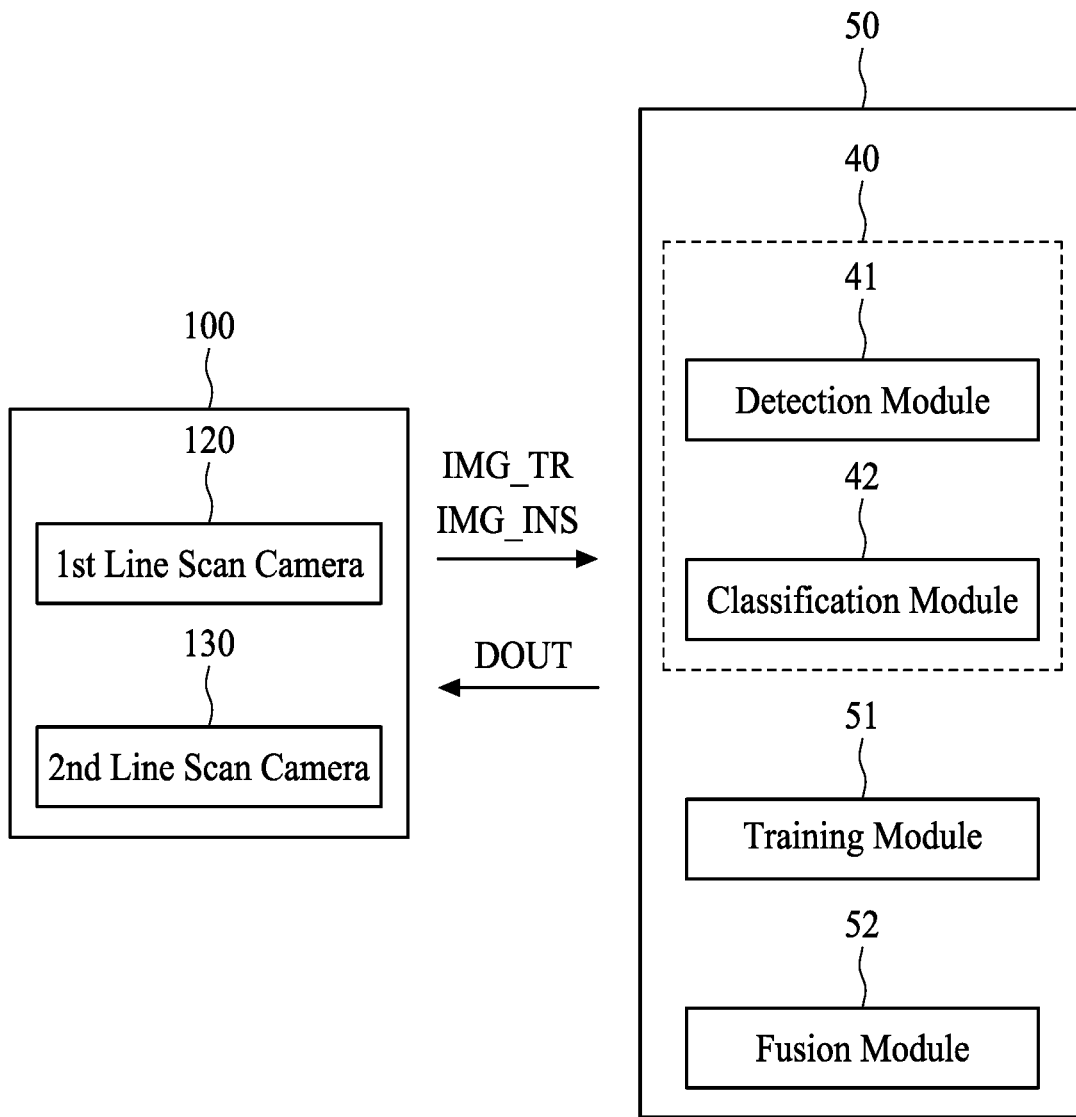 100
120
1st Line Scan Camera
130
2nd Line Scan Camera
IMG_TR
IMG_INS
DOUT
50
40
41
Detection Module
42
Classification Module
51
Training Module
52
Fusion Module